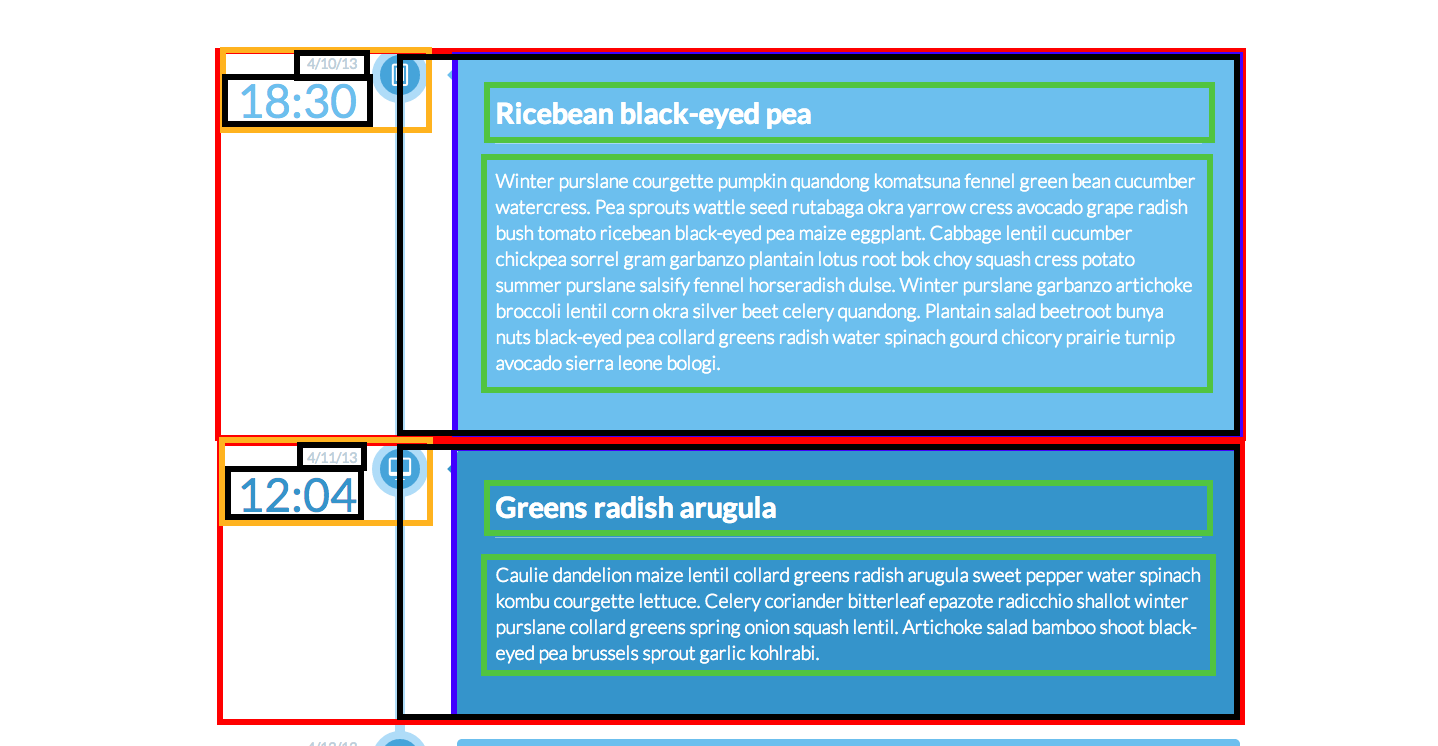 4/10/13
18:30
Ricebean black-eyed pea
Winter purslane courgette pumpkin quandong komatsuna fennel green bean cucumber
watercress. Pea sprouts wattle seed rutabaga okra yarrow cress avocado grape radish
bush tomato ricebean black-eyed pea maize eggplant. Cabbage lentil cucumber
chickpea sorrel gram garbanzo plantain lotus root bok choy squash cress potato
summer purslane salsify fennel horseradish dulse. Winter purslane garbanzo artichoke
broccoli lentil corn okra silver beet celery quandong. Plantain salad beetroot bunya
nuts black-eyed pea collard greens radish water spinach gourd chicory prairie turnip
avocado sierra leone bologi.
4/11/13
12:04
Greens radish arugula
Caulie dandelion maize lentil collard greens radish arugula sweet pepper water spinach
kombu courgette lettuce. Celery coriander bitterleaf epazote radicchio shallot winter
purslane collard greens spring onion squash lentil. Artichoke salad bamboo shoot black-
eyed pea brussels sprout garlic kohlrabi.